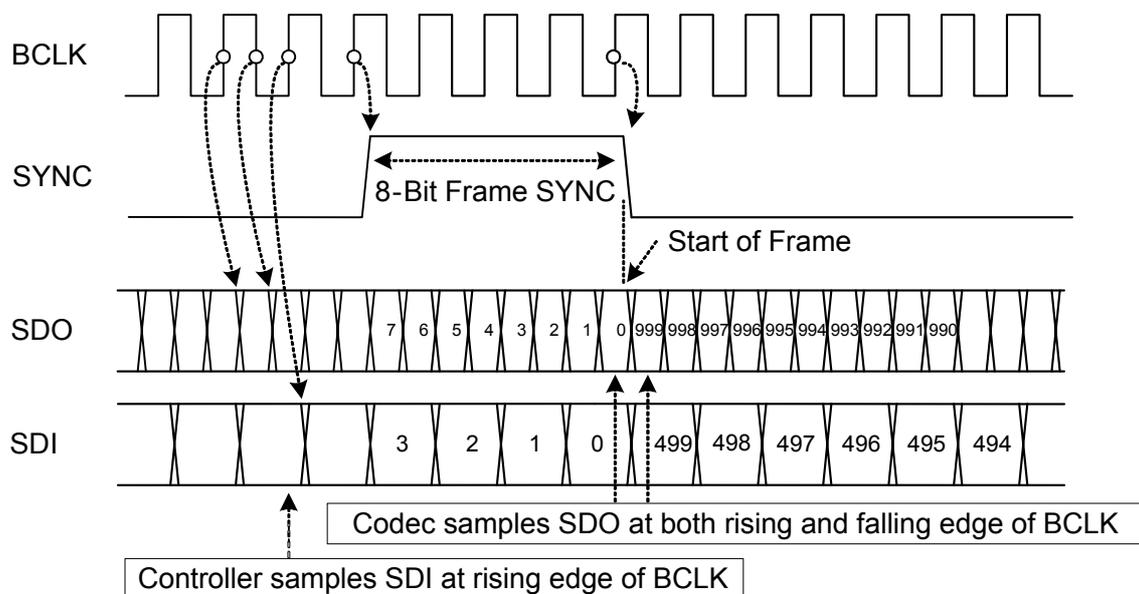 BCLK
SYNC
8-Bit Frame SYNC
Start of Frame
SDO
7 6 5 4 3 2 1 0 999 998 997 996 995 994 993 992 991 990
SDI
3 2 1 0 499 498 497 496 495 494
Codec samples SDO at both rising and falling edge of BCLK
Controller samples SDI at rising edge of BCLK